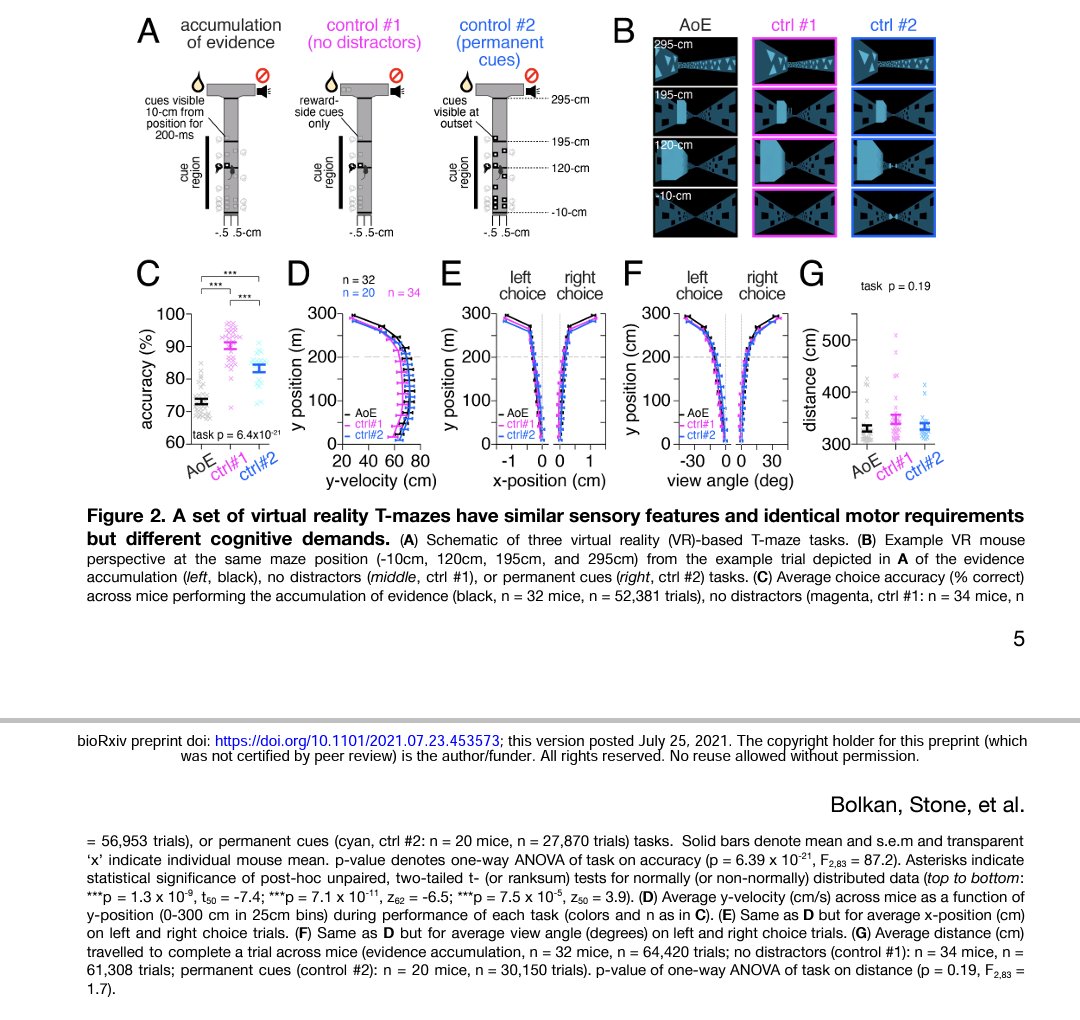 A
accumulation
of evidence
control #1
(no distractors)
control #2
(permanent
cues)
cues visible
10-cm from
position for
200-ms
reward-
side cues
only
cues
visible at
outset
cue
region
cue
region
cue
region
295-cm
195-cm
120-cm
-10-cm
-.5 .5-cm
-.5 .5-cm
-.5 .5-cm
B
AoE
ctrl #1
ctrl #2
295-cm
195-cm
120-cm
-10-cm
C
***
***
***
accuracy (%)
100
90
80
70
60
task p = 6.4x10-21
AoE
ctrl#1
ctrl#2
D
n = 32
n = 20
n = 34
y position (m)
300
200
100
0
AoE
ctrl#1
ctrl#2
20 40 60 80
y-velocity (cm)
E
left
choice
right
choice
y position (m)
300
200
100
0
AoE
ctrl#1
ctrl#2
-1 0 0 1
x-position (cm)
F
left
choice
right
choice
y position (cm)
300
200
100
0
AoE
ctrl#1
ctrl#2
-30 0 0 30
view angle (deg)
G
task p = 0.19
distance (cm)
500
400
300
AoE
ctrl#1
ctrl#2
Figure 2. A set of virtual reality T-mazes have similar sensory features and identical motor requirements
but different cognitive demands. (A) Schematic of three virtual reality (VR)-based T-maze tasks. (B) Example VR mouse
perspective at the same maze position (-10cm, 120cm, 195cm, and 295cm) from the example trial depicted in A of the evidence
accumulation (left, black), no distractors (middle, ctrl #1), or permanent cues (right, ctrl #2) tasks. (C) Average choice accuracy (% correct)
across mice performing the accumulation of evidence (black, n = 32 mice, n = 52,381 trials), no distractors (magenta, ctrl #1: n = 34 mice, n
5
bioRxiv preprint doi: https://doi.org/10.1101/2021.07.23.453573; this version posted July 25, 2021. The copyright holder for this preprint (which
was not certified by peer review) is the author/funder. All rights reserved. No reuse allowed without permission.
Bolkan, Stone, et al.
= 56,953 trials), or permanent cues (cyan, ctrl #2: n = 20 mice, n = 27,870 trials) tasks. Solid bars denote mean and s.e.m and transparent
‘x’ indicate individual mouse mean. p-value denotes one-way ANOVA of task on accuracy (p = 6.39 x 10-21, F2,83 = 87.2). Asterisks indicate
statistical significance of post-hoc unpaired, two-tailed t- (or ranksum) tests for normally (or non-normally) distributed data (top to bottom:
***p = 1.3 x 10-9, t50 = -7.4; ***p = 7.1 x 10-11, z62 = -6.5; ***p = 7.5 x 10-5, z50 = 3.9). (D) Average y-velocity (cm/s) across mice as a function of
y-position (0-300 cm in 25cm bins) during performance of each task (colors and n as in C). (E) Same as D but for average x-position (cm)
on left and right choice trials. (F) Same as D but for average view angle (degrees) on left and right choice trials. (G) Average distance (cm)
travelled to complete a trial across mice (evidence accumulation, n = 32 mice, n = 64,420 trials; no distractors (control #1): n = 34 mice, n =
61,308 trials; permanent cues (control #2): n = 20 mice, n = 30,150 trials). p-value of one-way ANOVA of task on distance (p = 0.19, F2,83 =
1.7).